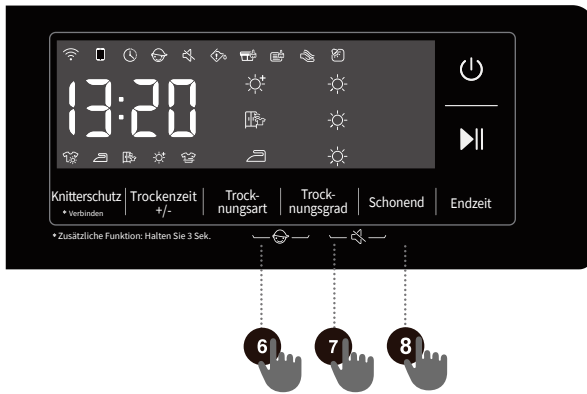 13:20
Knitterschutz
* Verbinden
Trockenzeit
+/-
Trock-
nungsart
Trock-
nungsgrad
Schonend
Endzeit
* Zusätzliche Funktion: Halten Sie 3 Sek.
6 7 8